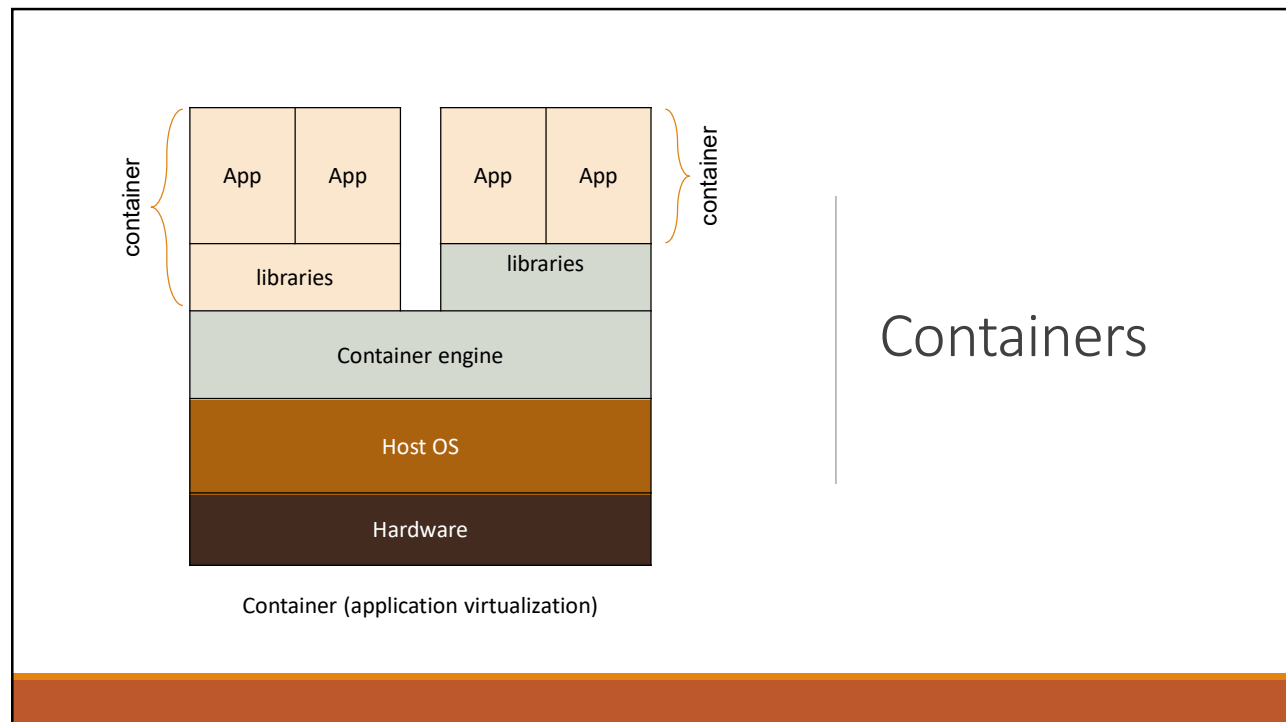 container
App
App
App
App
container
libraries
libraries
Container engine
Host OS
Hardware
Container (application virtualization)
Containers